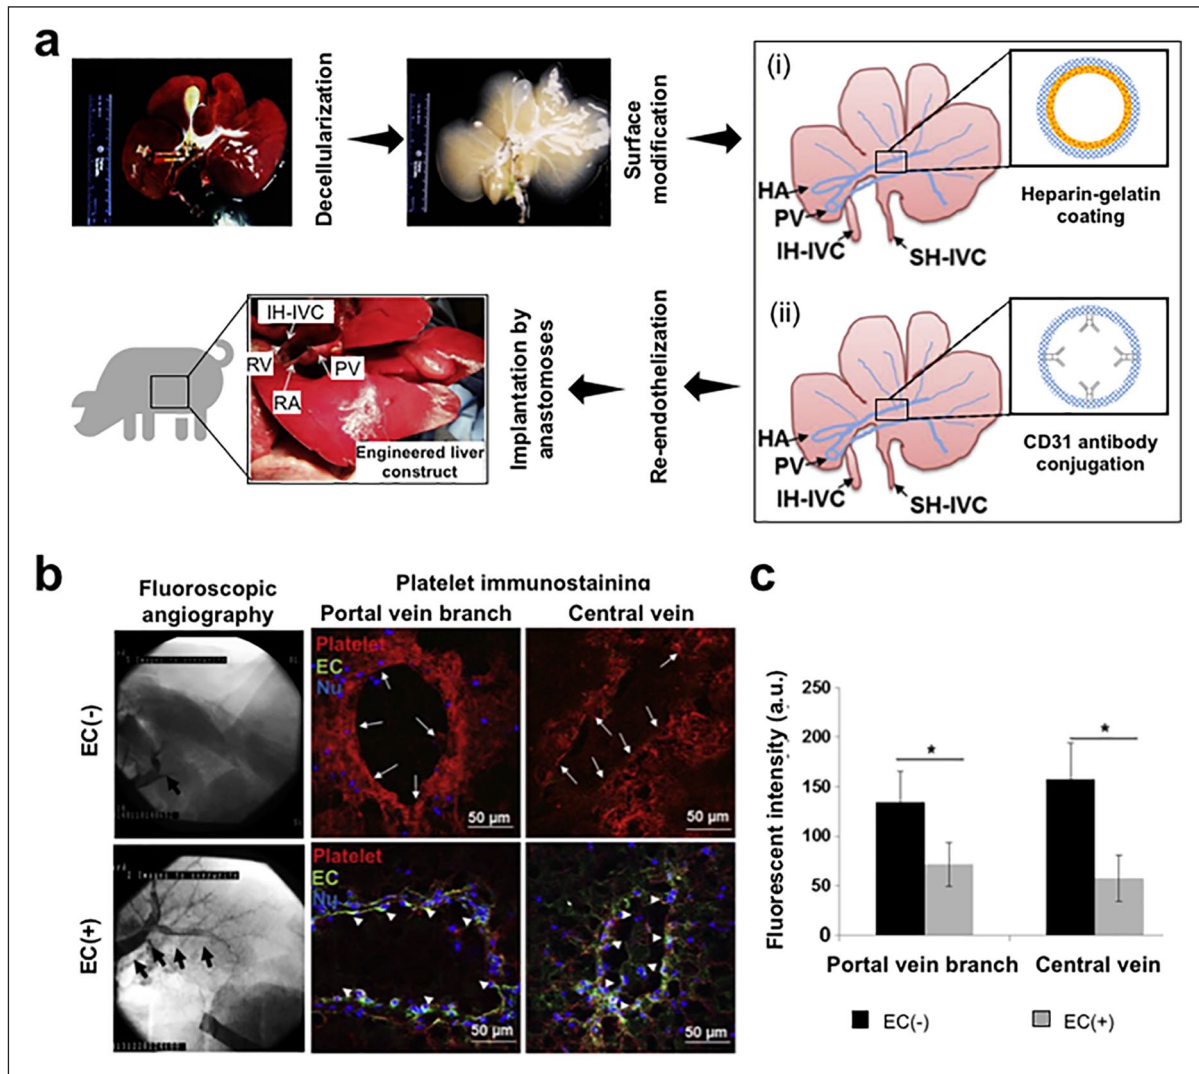 a
Decellularization
Surface
modification
(i)
HA
PV
IH-IVC
SH-IVC
Heparin-gelatin
coating
(ii)
HA
PV
IH-IVC
SH-IVC
CD31 antibody
conjugation
Re-endothelization
Implantation by
anastomoses
IH-IVC
RV
PV
RA
Engineered liver
construct
b
Fluoroscopic
angiography
Platelet immunostaining
Portal vein branch
Central vein
EC(-)
Platelet
EC
Nu
50 µm
50 µm
EC(+)
Platelet
EC
Nu
50 µm
50 µm
c
Fluorescent intensity (a.u.)
250
200
150
100
50
0
*
*
Portal vein branch
Central vein
EC(-)
EC(+)